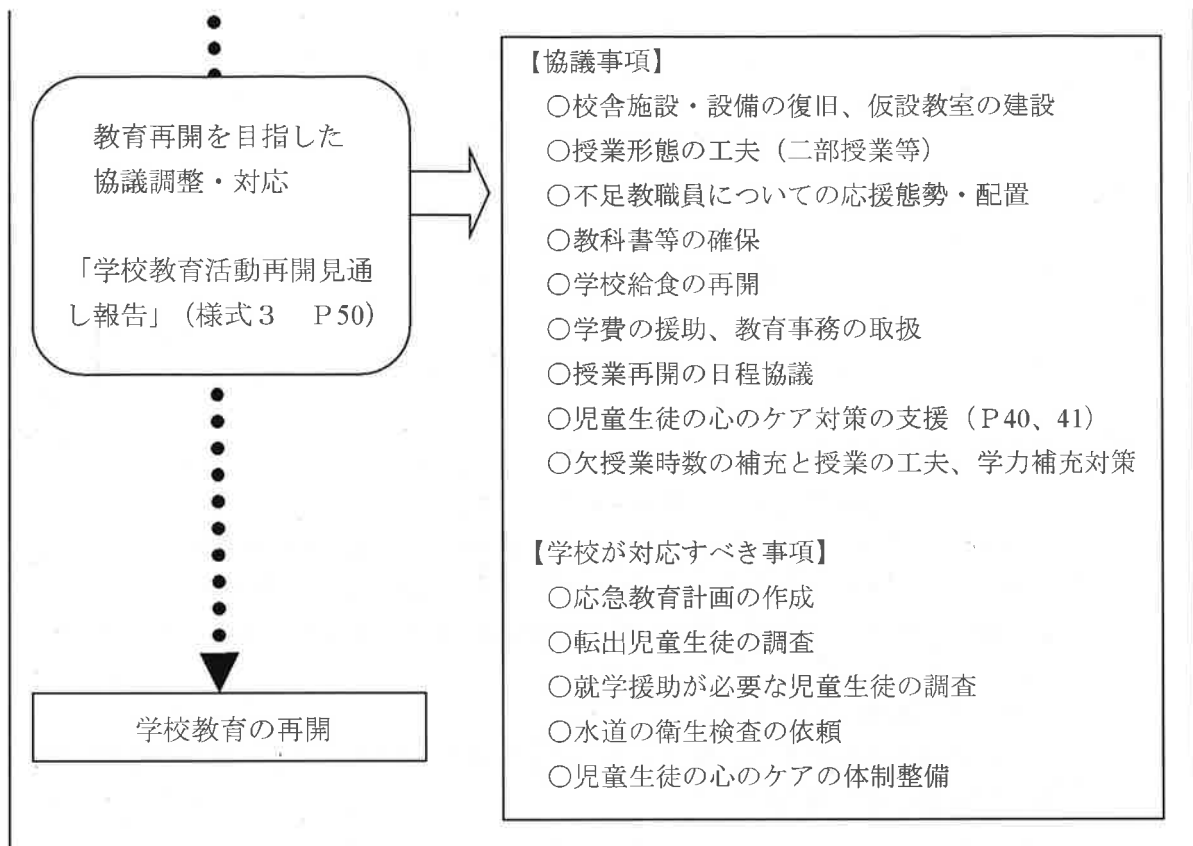 教育再開を目指した
協議調整・対応
「学校教育活動再開見通
し報告」（様式３　Ｐ50）
学校教育の再開
【協議事項】
○校舎施設・設備の復旧、仮設教室の建設
○授業形態の工夫（二部授業等）
○不足教職員についての応援態勢・配置
○教科書等の確保
○学校給食の再開
○学費の援助、教育事務の取扱
○授業再開の日程協議
○児童生徒の心のケア対策の支援（Ｐ40、41）
○欠授業時数の補充と授業の工夫、学力補充対策
【学校が対応すべき事項】
○応急教育計画の作成
○転出児童生徒の調査
○就学援助が必要な児童生徒の調査
○水道の衛生検査の依頼
○児童生徒の心のケアの体制整備